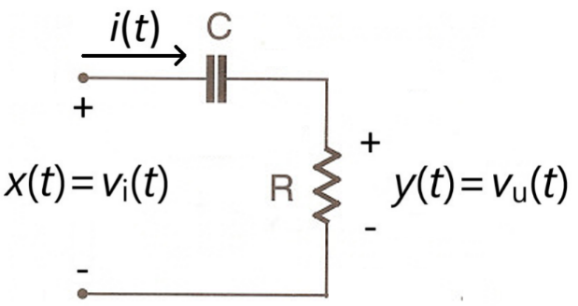 i(t) C
+
+
x(t)=vi(t) R y(t)=vu(t)
-
-